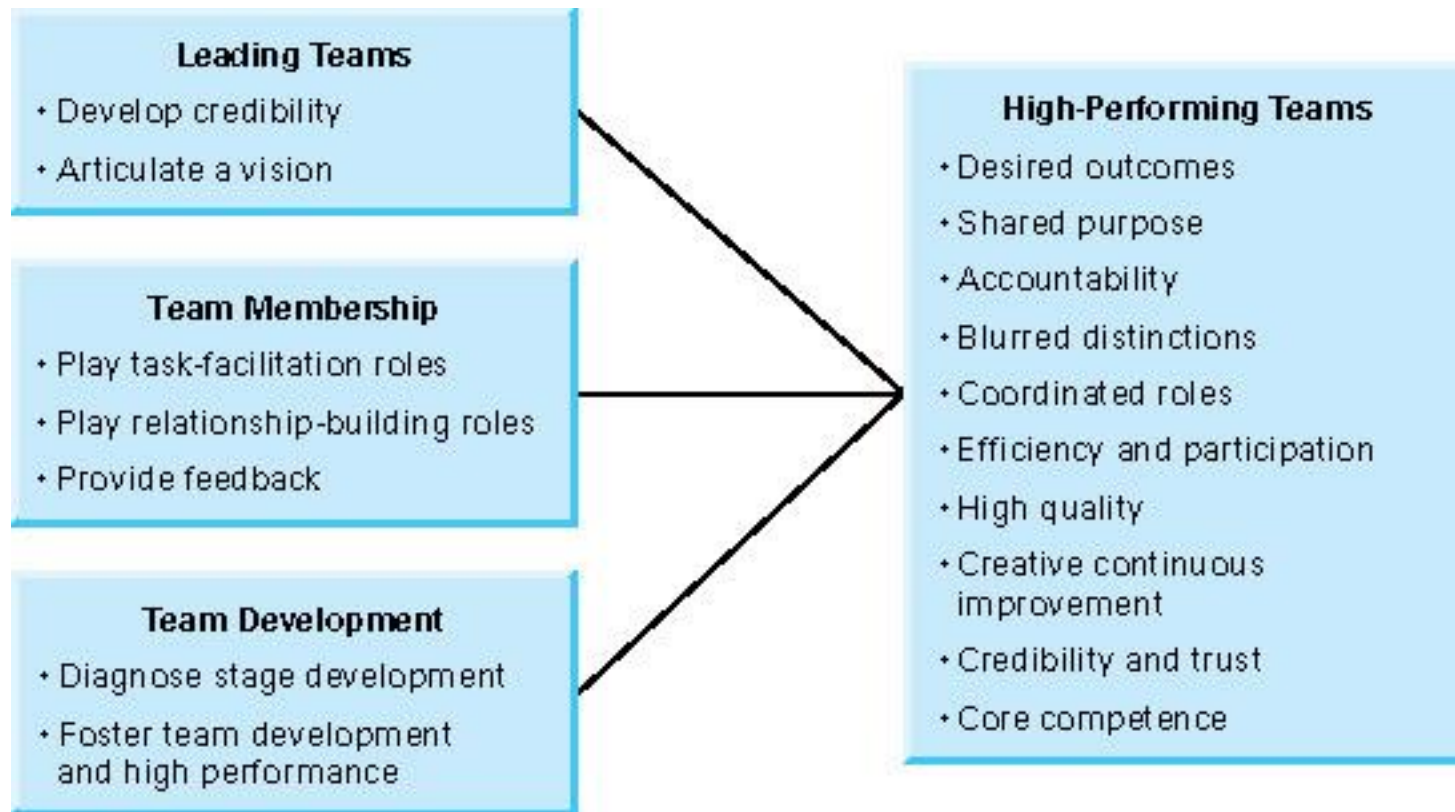 Leading Teams
• Develop credibility
• Articulate a vision
Team Membership
• Play task-facilitation roles
• Play relationship-building roles
• Provide feedback
Team Development
• Diagnose stage development
• Foster team development
and high performance
High-Performing Teams
• Desired outcomes
• Shared purpose
• Accountability
• Blurred distinctions
• Coordinated roles
• Efficiency and participation
• High quality
• Creative continuous
improvement
• Credibility and trust
• Core competence